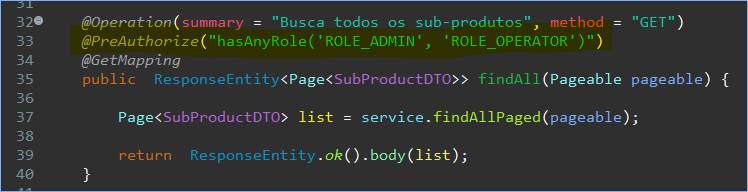 31
32 @Operation(summary = "Busca todos os sub-produtos", method = "GET")
33 @PreAuthorize("hasAnyRole('ROLE_ADMIN', 'ROLE_OPERATOR')")
34 @GetMapping
35 public ResponseEntity<Page<SubProductDTO>> findAll(Pageable pageable) {
36
37 Page<SubProductDTO> list = service.findAllPaged(pageable);
38
39 return ResponseEntity.ok().body(list);
40 }
41